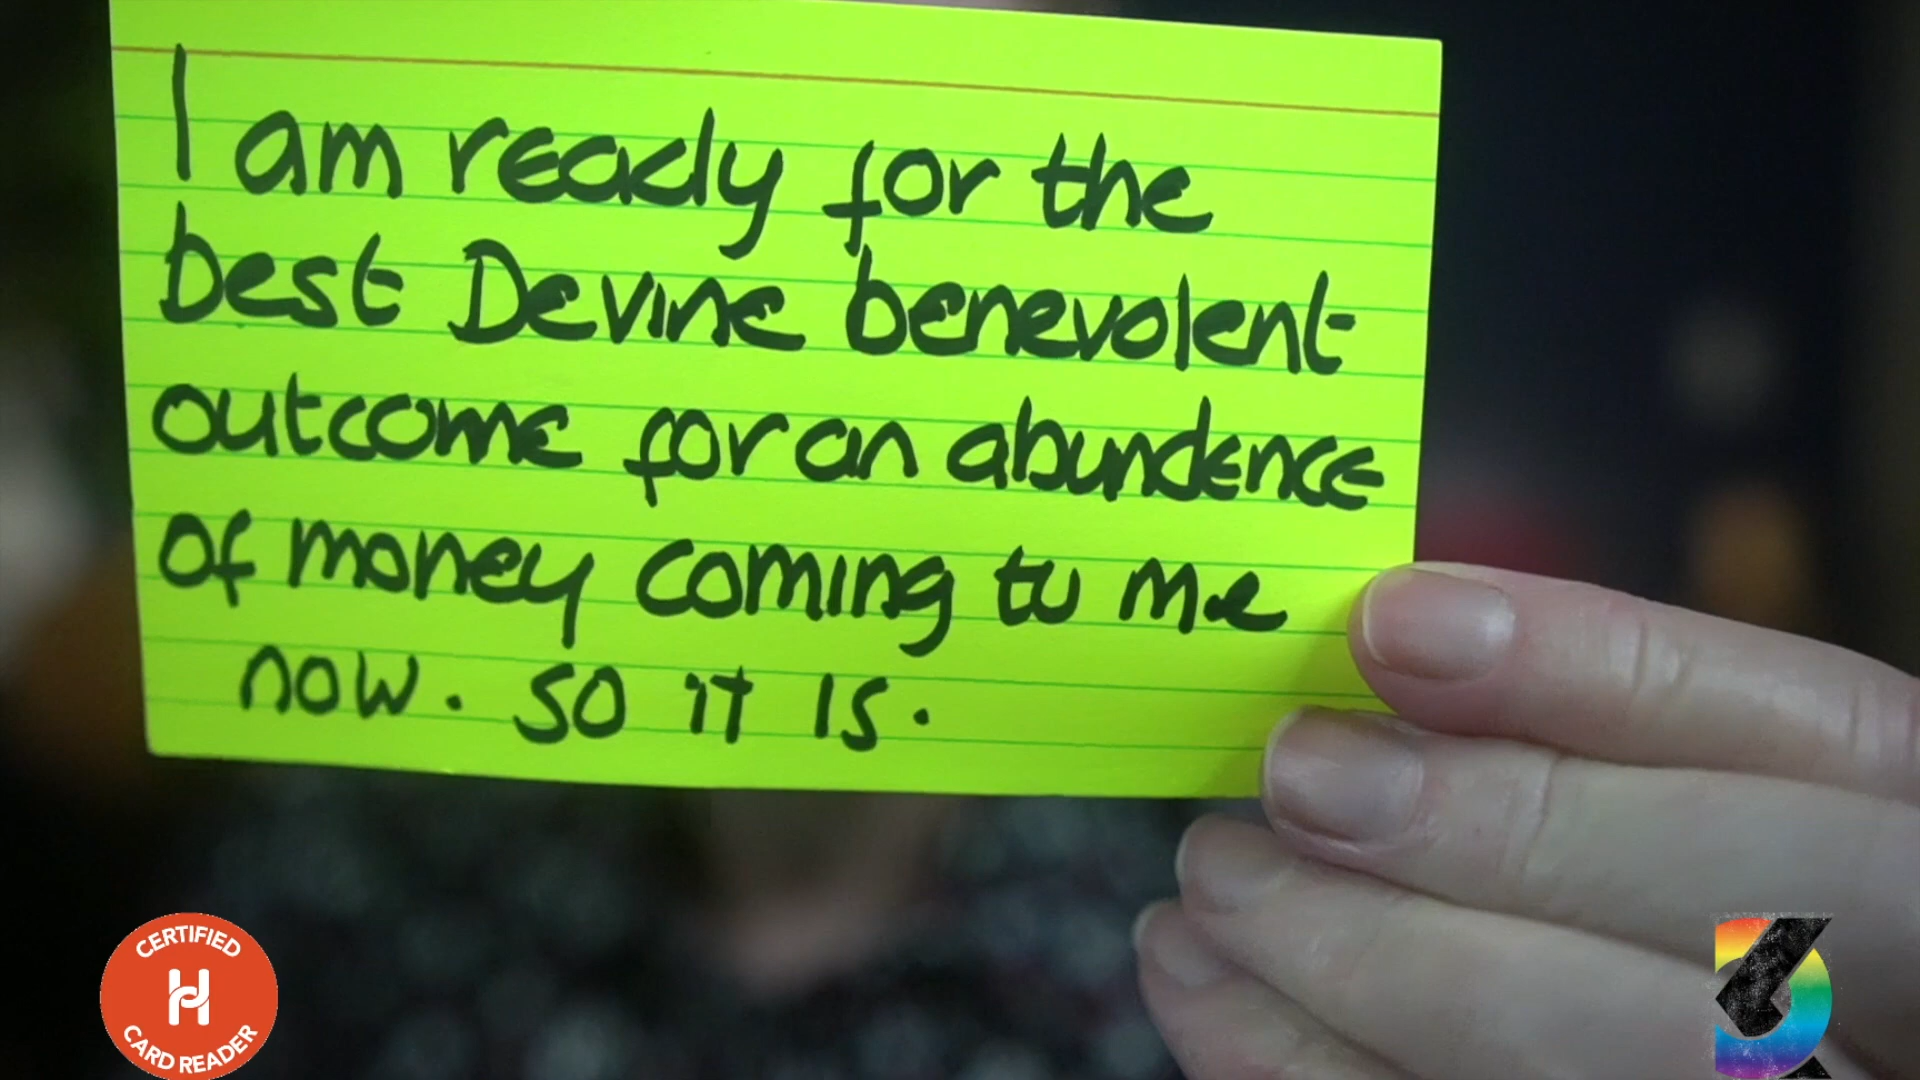 I am ready for the
best Devine benevolent
outcome for an abundence
of money coming to me
now. so it is.
CERTIFIED
H
CARD READER